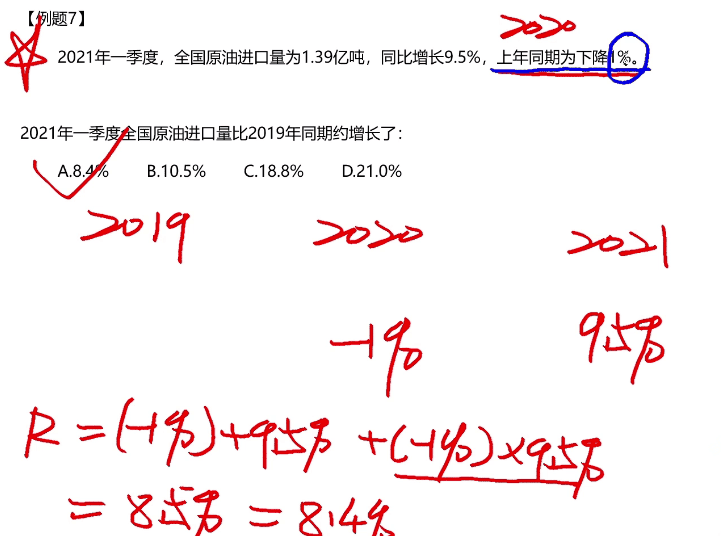 【例题7】
2020
2021年一季度，全国原油进口量为1.39亿吨，同比增长9.5%，上年同期为下降1%。
2021年一季度全国原油进口量比2019年同期约增长了：
A.8.4% B.10.5% C.18.8% D.21.0%
2019 2020 2021
-1% 9.5%
R=(-1%)+9.5%+(-1%)×9.5%
=8.5%=8.4%